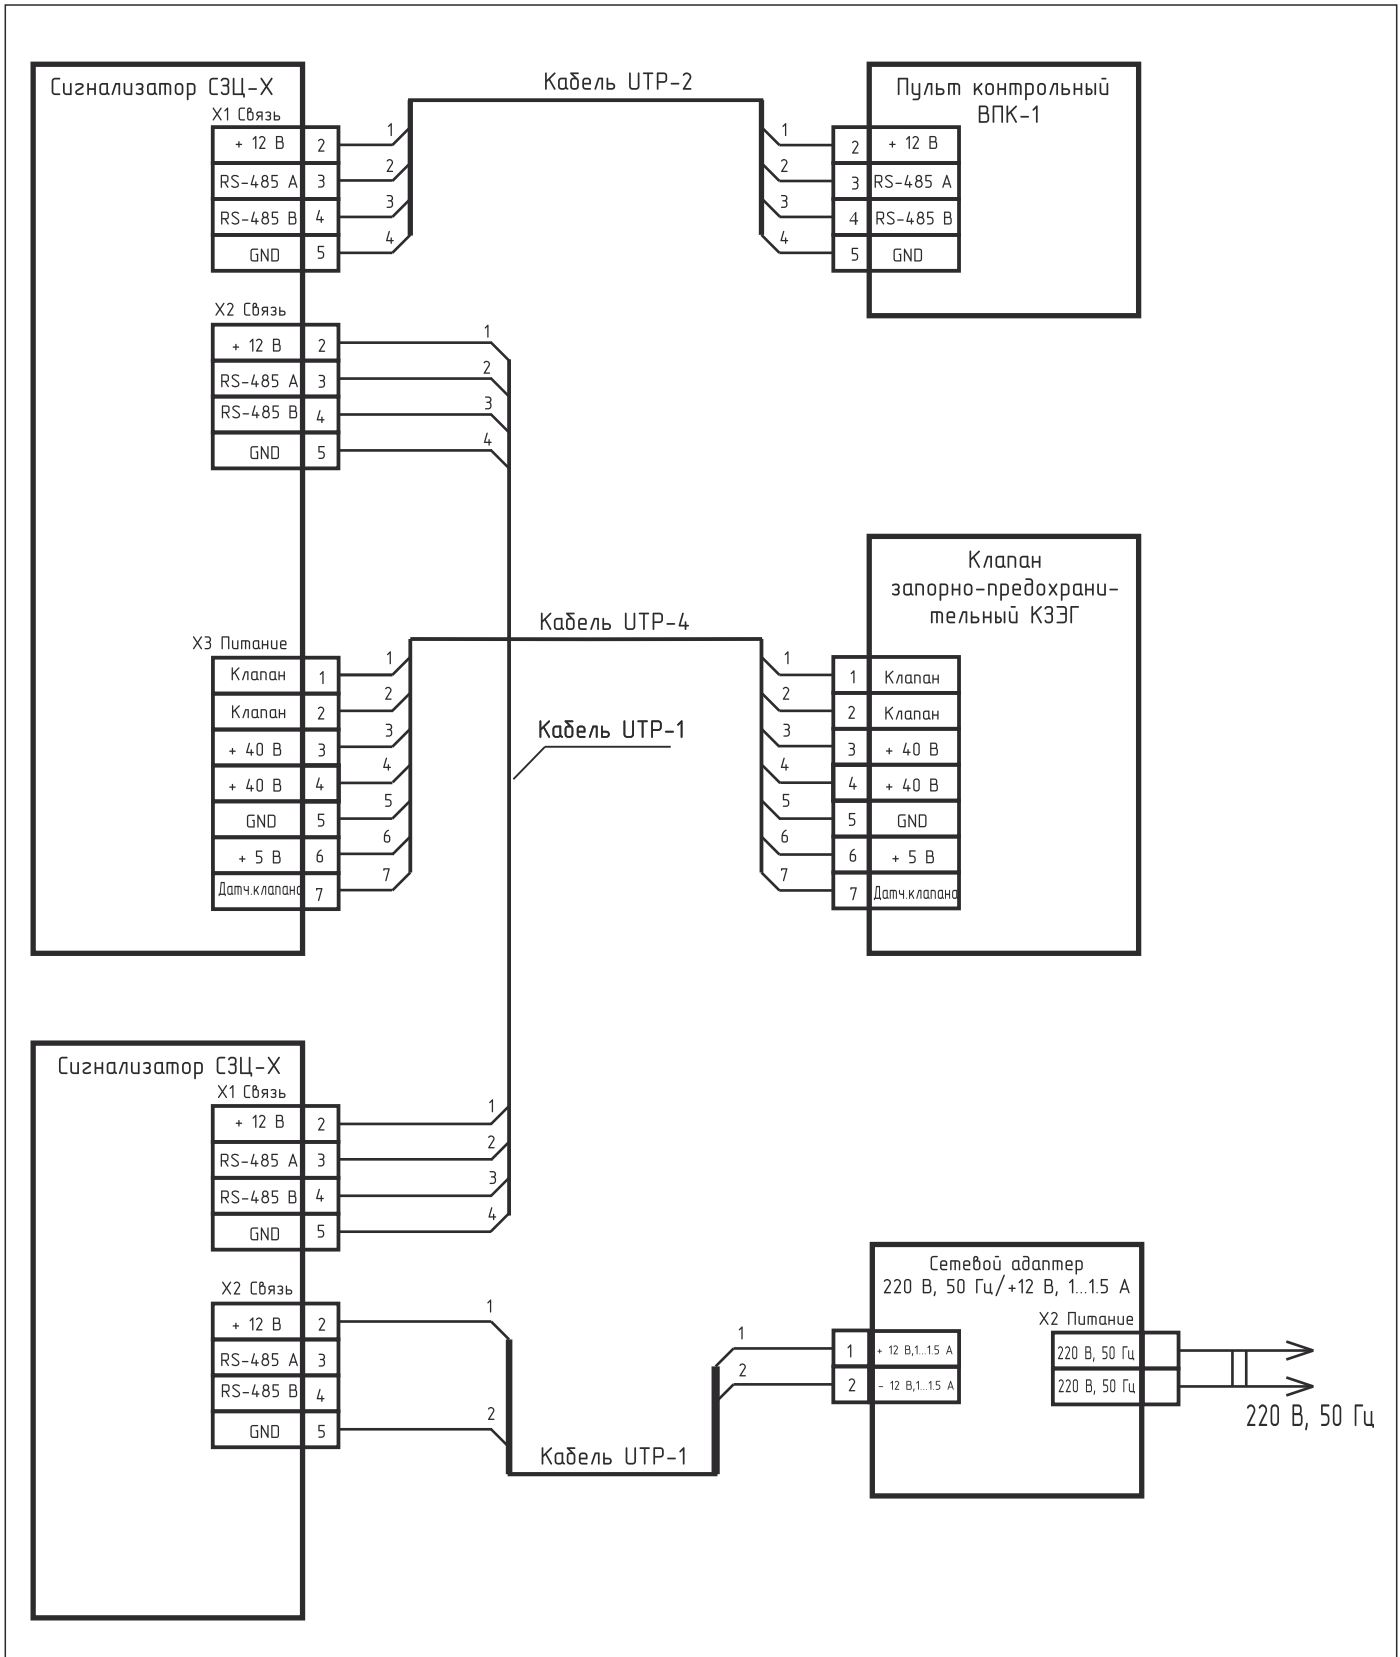 Сигнализатор СЗЦ-Х
Х1 Связь
+ 12 В 2
RS-485 А 3
RS-485 В 4
GND 5
1
2
3
4
Кабель UTP-2
1
2
3
4
Пульт контрольный
ВПК-1
2 + 12 В
3 RS-485 А
4 RS-485 В
5 GND
Х2 Связь
+ 12 В 2
RS-485 А 3
RS-485 В 4
GND 5
1
2
3
4
Х3 Питание
Клапан 1
Клапан 2
+ 40 В 3
+ 40 В 4
GND 5
+ 5 В 6
Датч.клапана 7
1
2
3
4
5
6
7
Кабель UTP-4
Кабель UTP-1
1
2
3
4
5
6
7
Клапан
запорно-предохрани-
тельный КЗЭГ
1 Клапан
2 Клапан
3 + 40 В
4 + 40 В
5 GND
6 + 5 В
7 Датч.клапана
Сигнализатор СЗЦ-Х
Х1 Связь
+ 12 В 2
RS-485 А 3
RS-485 В 4
GND 5
1
2
3
4
Х2 Связь
+ 12 В 2
RS-485 А 3
RS-485 В 4
GND 5
1
2
Кабель UTP-1
1
2
Сетевой адаптер
220 В, 50 Гц/+12 В, 1...1.5 А
Х2 Питание
1 + 12 В,1...1.5 А
2 - 12 В,1...1.5 А
220 В, 50 Гц
220 В, 50 Гц
220 В, 50 Гц